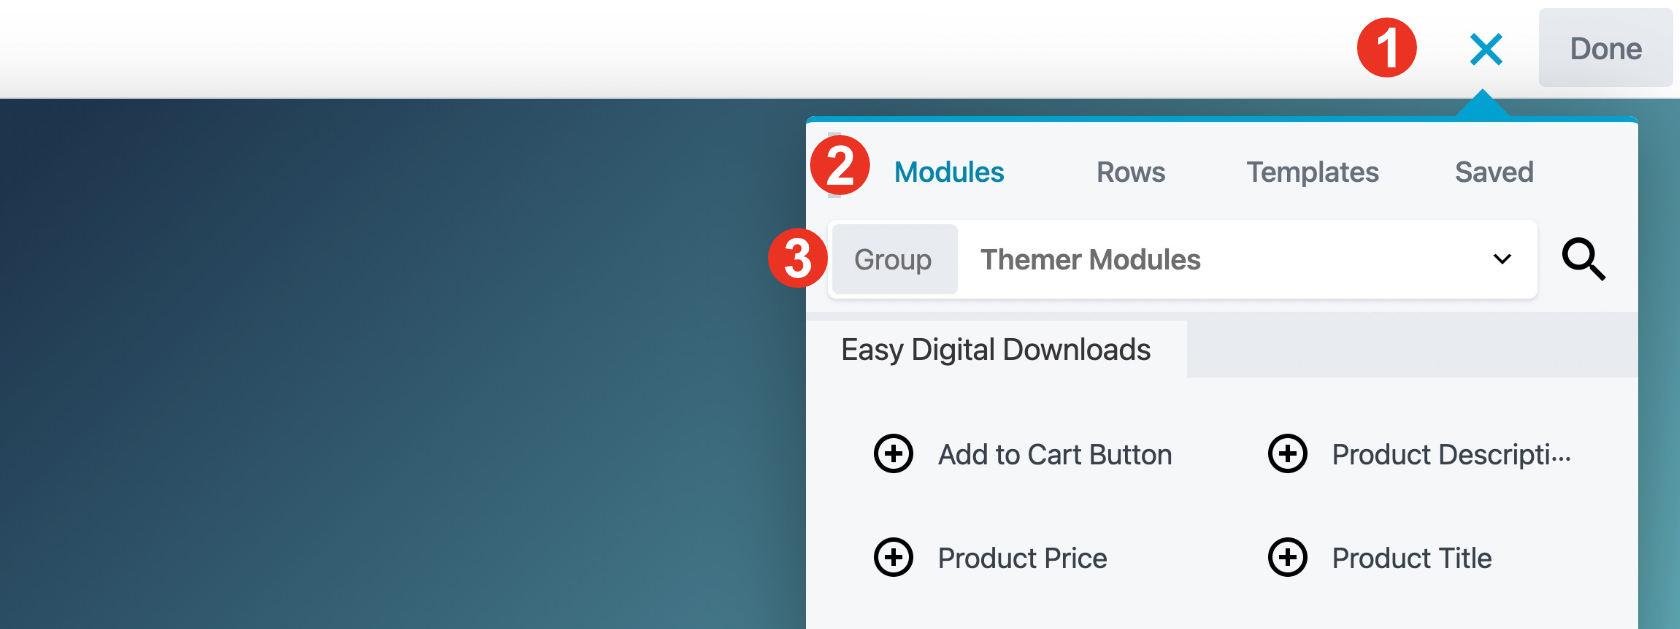 1 Done
2 Modules Rows Templates Saved
3 Group Themer Modules
Easy Digital Downloads
Add to Cart Button Product Descripti...
Product Price Product Title